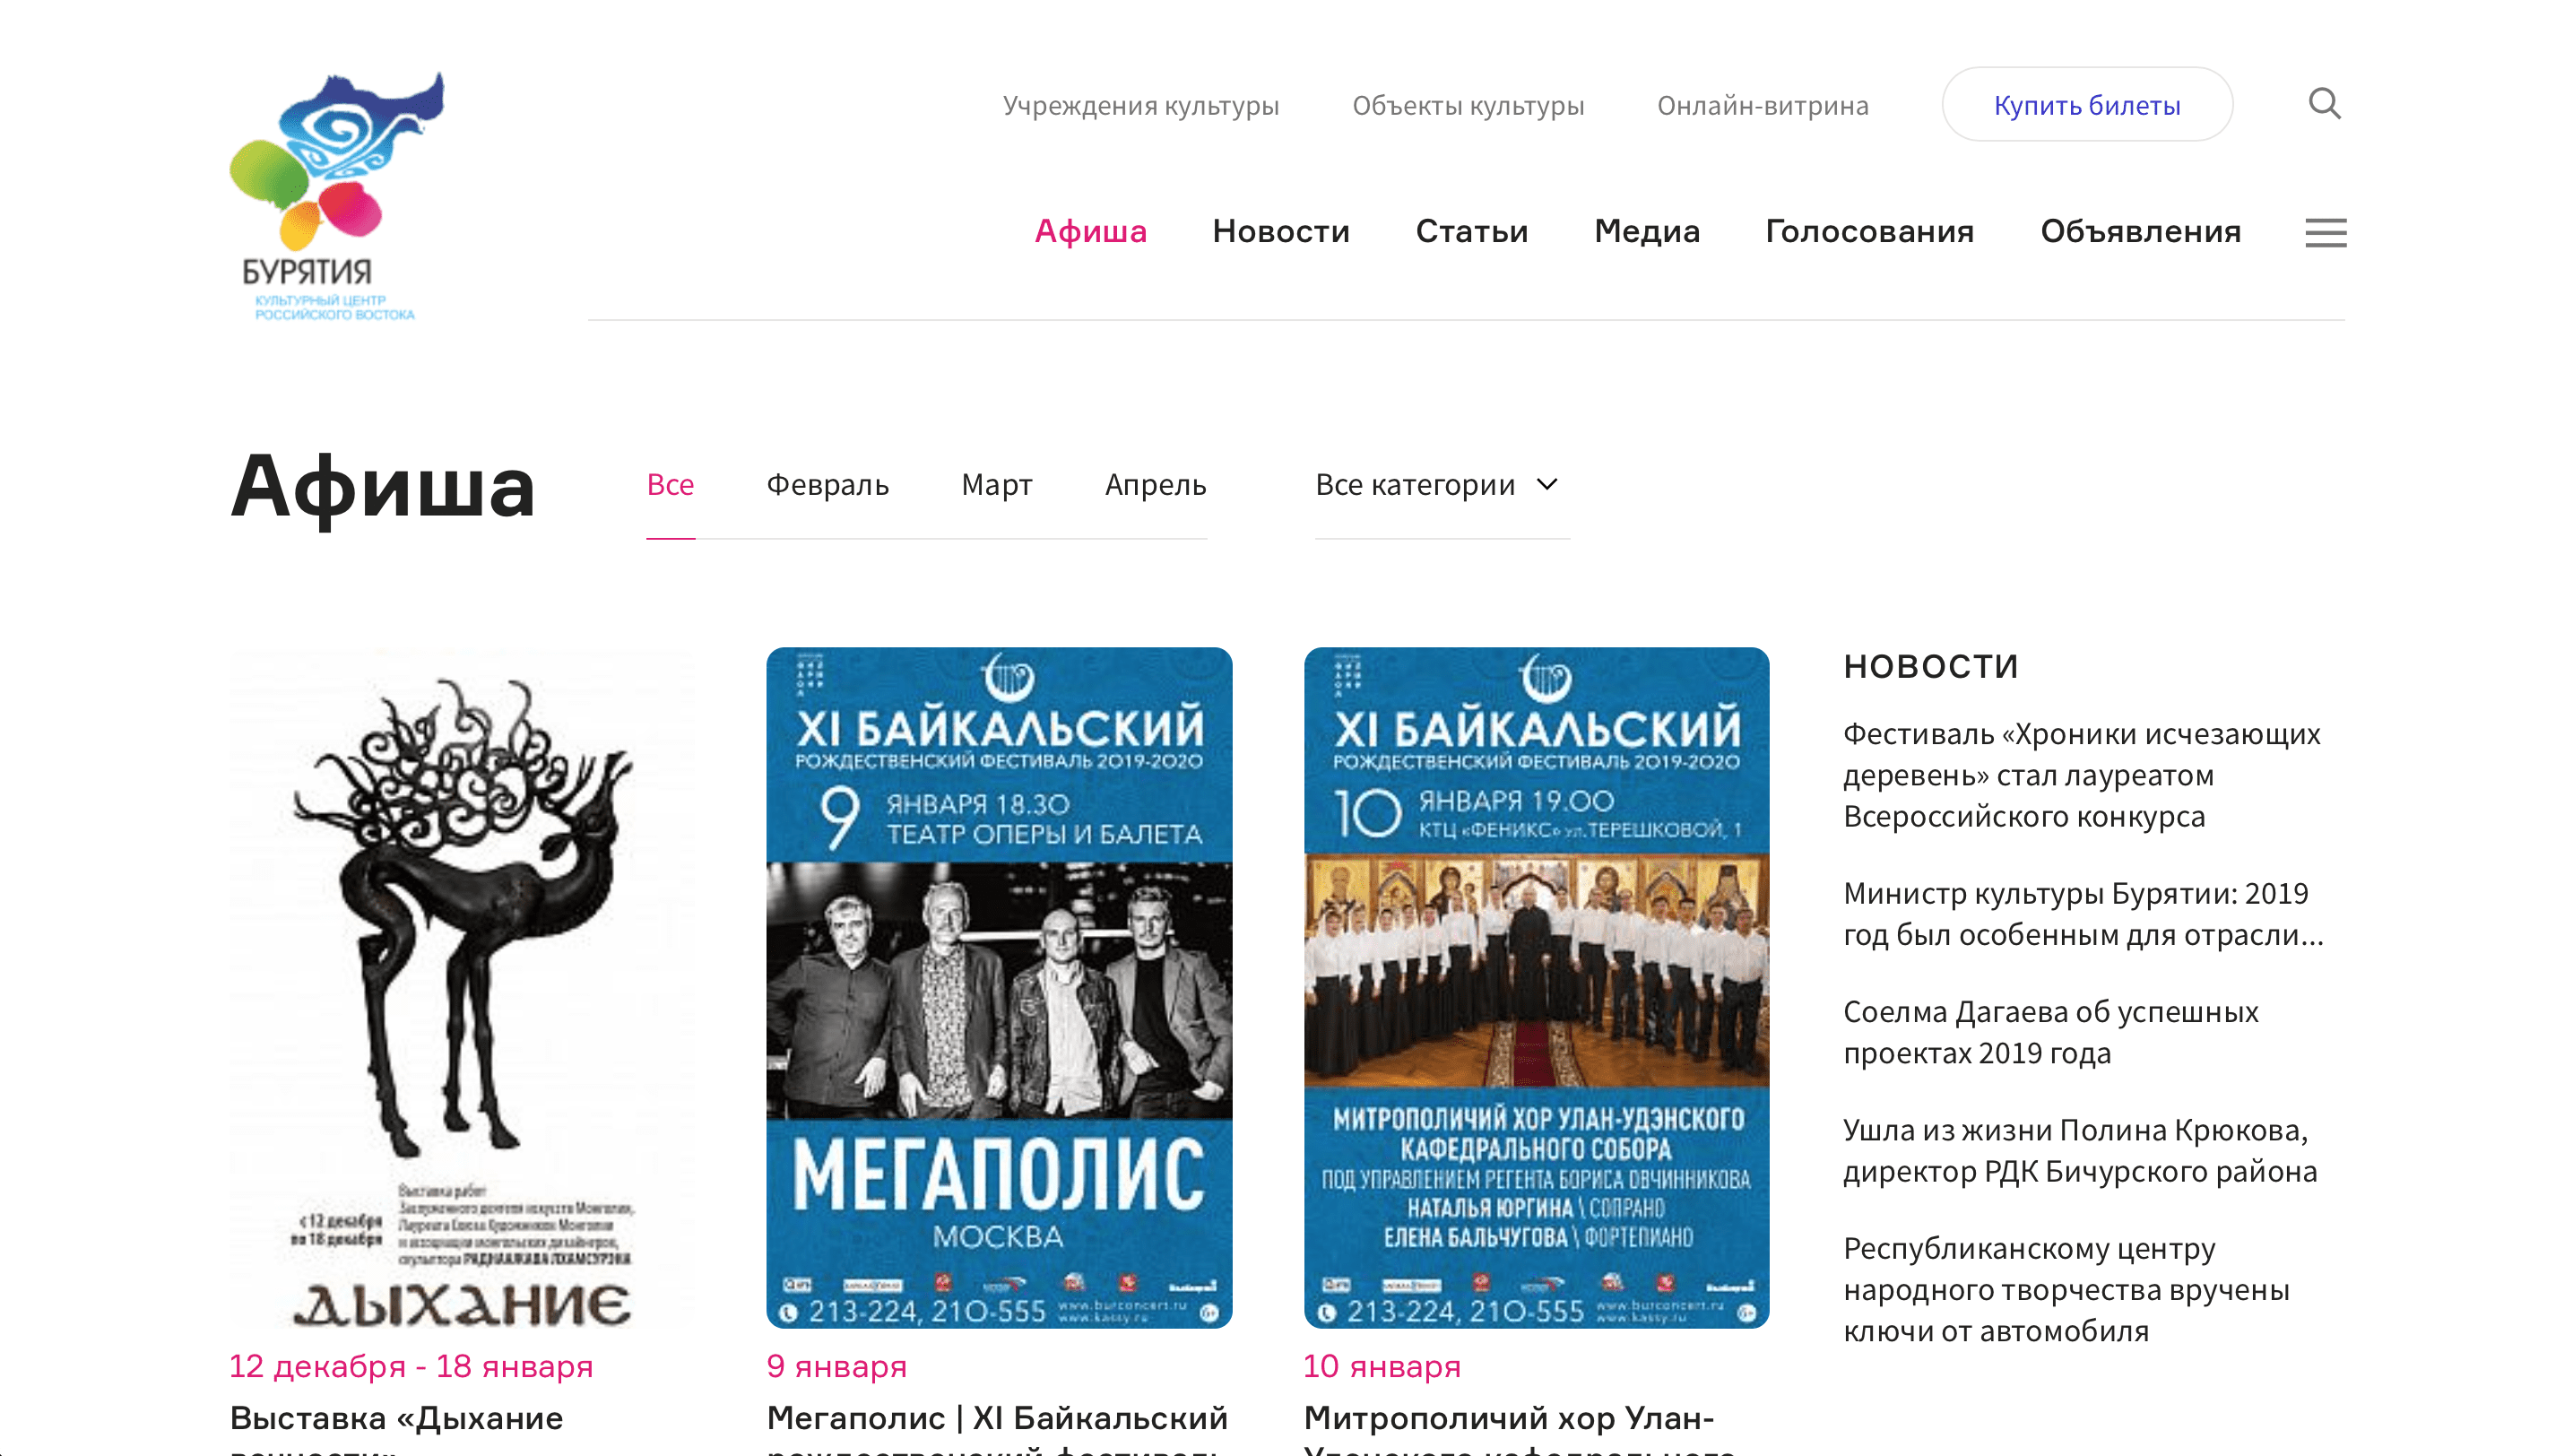 Учреждения культуры
Объекты культуры
Онлайн-витрина
Купить билеты
БУРЯТИЯ
КУЛЬТУРНЫЙ ЦЕНТР
РОССИЙСКОГО ВОСТОКА
Афиша
Новости
Статьи
Медиа
Голосования
Объявления
Афиша
Все
Февраль
Март
Апрель
Все категории
с 12 декабря
по 18 декабря
Выставка работ
Заслуженного деятеля искусств Монголии,
Лауреата Союза Художников Монголии
и ассоциации монгольских дизайнеров,
скульптора РАДНААЖАВА ЛХАМСУРЭНА
ДЫХАНИЕ
12 декабря - 18 января
Выставка «Дыхание
вечности»
XI БАЙКАЛЬСКИЙ
РОЖДЕСТВЕНСКИЙ ФЕСТИВАЛЬ 2019-2020
9 ЯНВАРЯ 18.30
ТЕАТР ОПЕРЫ И БАЛЕТА
МЕГАПОЛИС
МОСКВА
213-224, 210-555
www.burconcert.ru
www.kassy.ru
6+
9 января
Мегаполис | XI Байкальский
рождественский фестиваль
XI БАЙКАЛЬСКИЙ
РОЖДЕСТВЕНСКИЙ ФЕСТИВАЛЬ 2019-2020
10 ЯНВАРЯ 19.00
КТЦ «ФЕНИКС» ул. ТЕРЕШКОВОЙ, 1
МИТРОПОЛИЧИЙ ХОР УЛАН-УДЭНСКОГО
КАФЕДРАЛЬНОГО СОБОРА
ПОД УПРАВЛЕНИЕМ РЕГЕНТА БОРИСА ОВЧИННИКОВА
НАТАЛЬЯ ЮРГИНА \ СОПРАНО
ЕЛЕНА БАЛЬЧУГОВА \ ФОРТЕПИАНО
213-224, 210-555
www.burconcert.ru
www.kassy.ru
6+
10 января
Митрополичий хор Улан-
Удэнского кафедрального
НОВОСТИ
Фестиваль «Хроники исчезающих
деревень» стал лауреатом
Всероссийского конкурса
Министр культуры Бурятии: 2019
год был особенным для отрасли...
Соелма Дагаева об успешных
проектах 2019 года
Ушла из жизни Полина Крюкова,
директор РДК Бичурского района
Республиканскому центру
народного творчества вручены
ключи от автомобиля